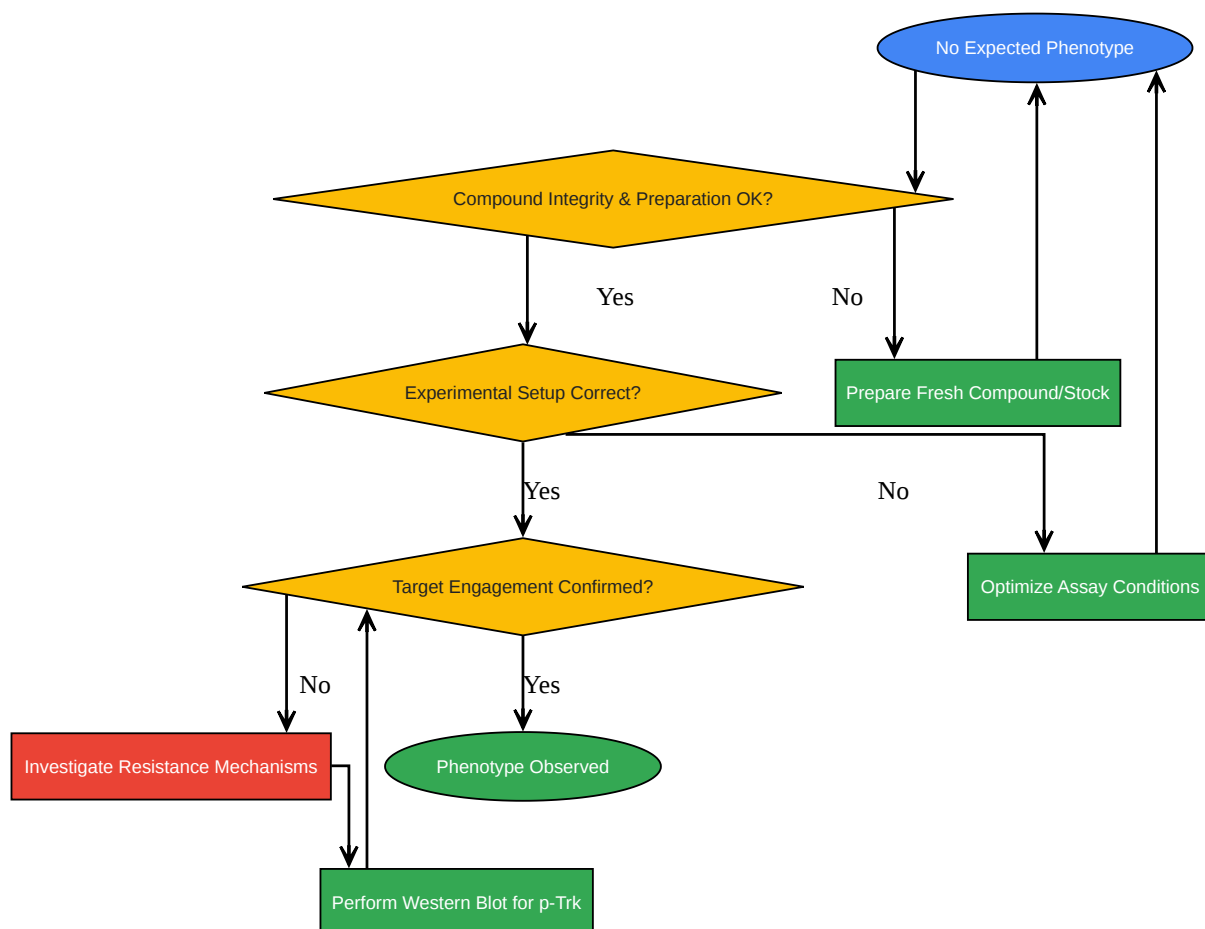 No Expected Phenotype
Compound Integrity & Preparation OK?
Yes
No
Experimental Setup Correct?
Prepare Fresh Compound/Stock
Yes
No
Target Engagement Confirmed?
Optimize Assay Conditions
No
Yes
Investigate Resistance Mechanisms
Phenotype Observed
Perform Western Blot for p-Trk